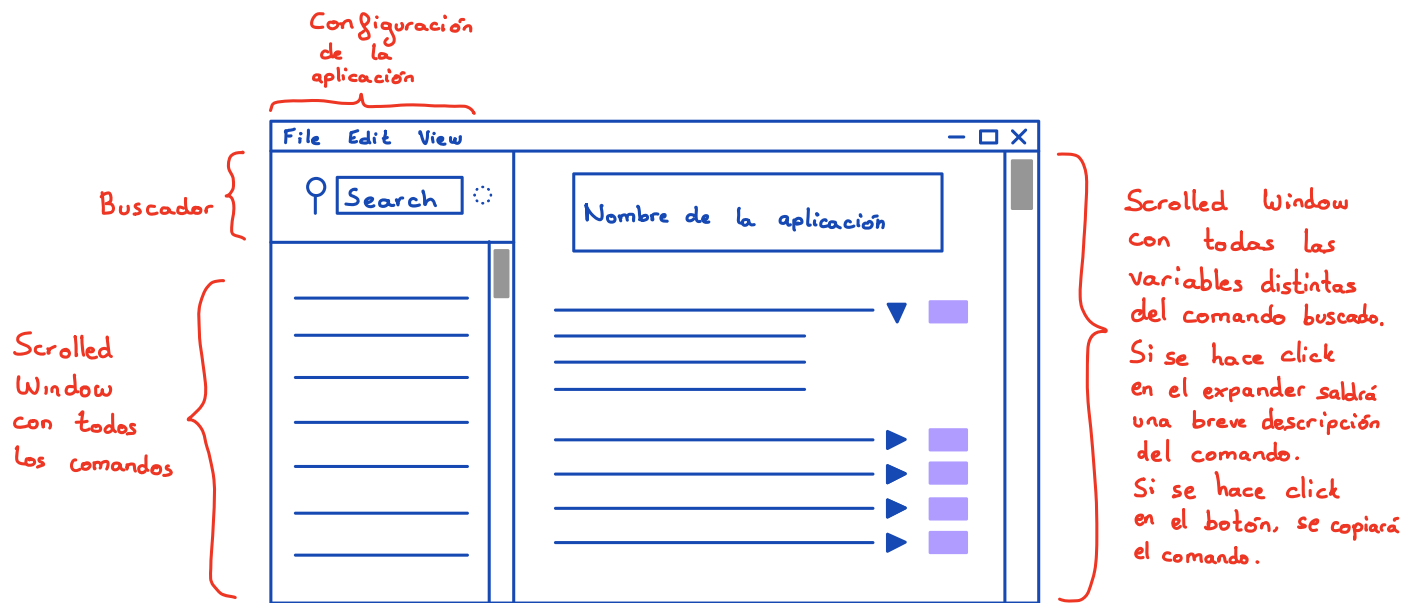 Configuración
de la
aplicación
File Edit View
Buscador
Search
Nombre de la aplicación
Scrolled
Window
con todos
los comandos
Scrolled Window
con todas las
variables distintas
del comando buscado.
Si se hace click
en el expander saldrá
una breve descripción
del comando.
Si se hace click
en el botón, se copiará
el comando.